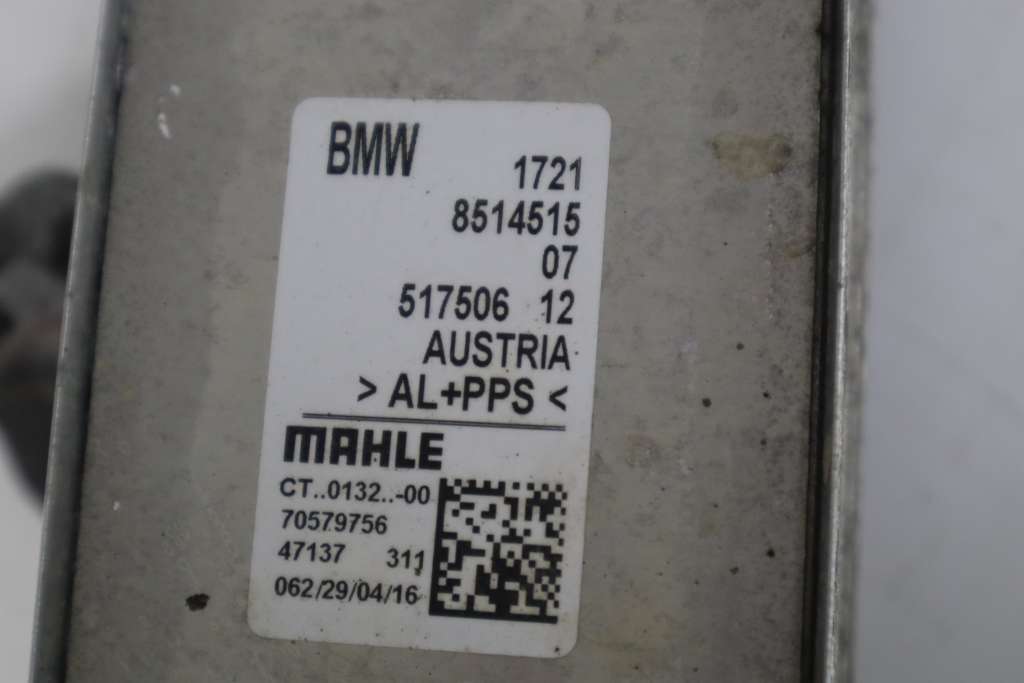 BMW 1721
8514515
07
517506 12
AUSTRIA
> AL+PPS <
MAHLE
CT..0132..-00
70579756
47137 311
062/29/04/16